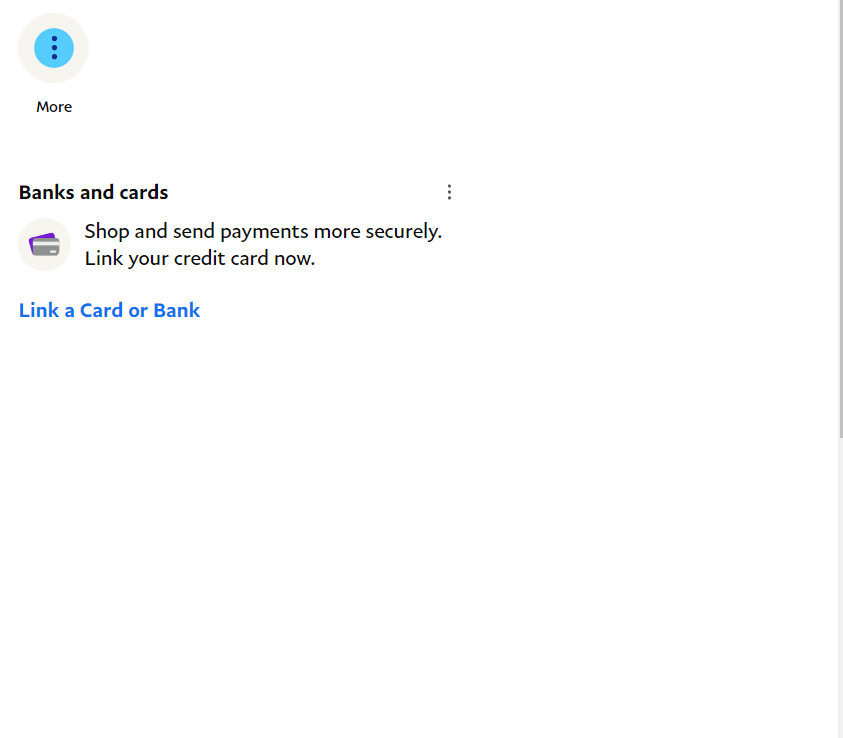 More
Banks and cards
Shop and send payments more securely.
Link your credit card now.
Link a Card or Bank